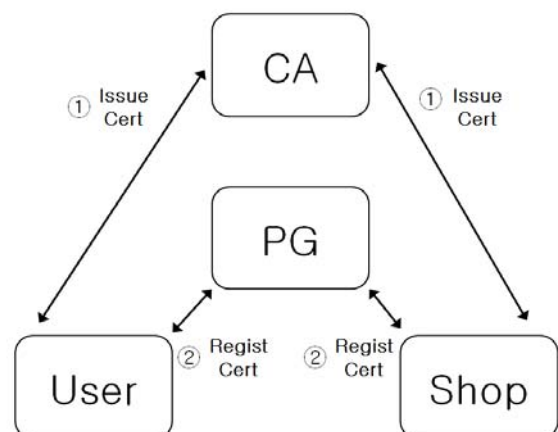 CA
① Issue
Cert
① Issue
Cert
PG
② Regist
Cert
② Regist
Cert
User
Shop